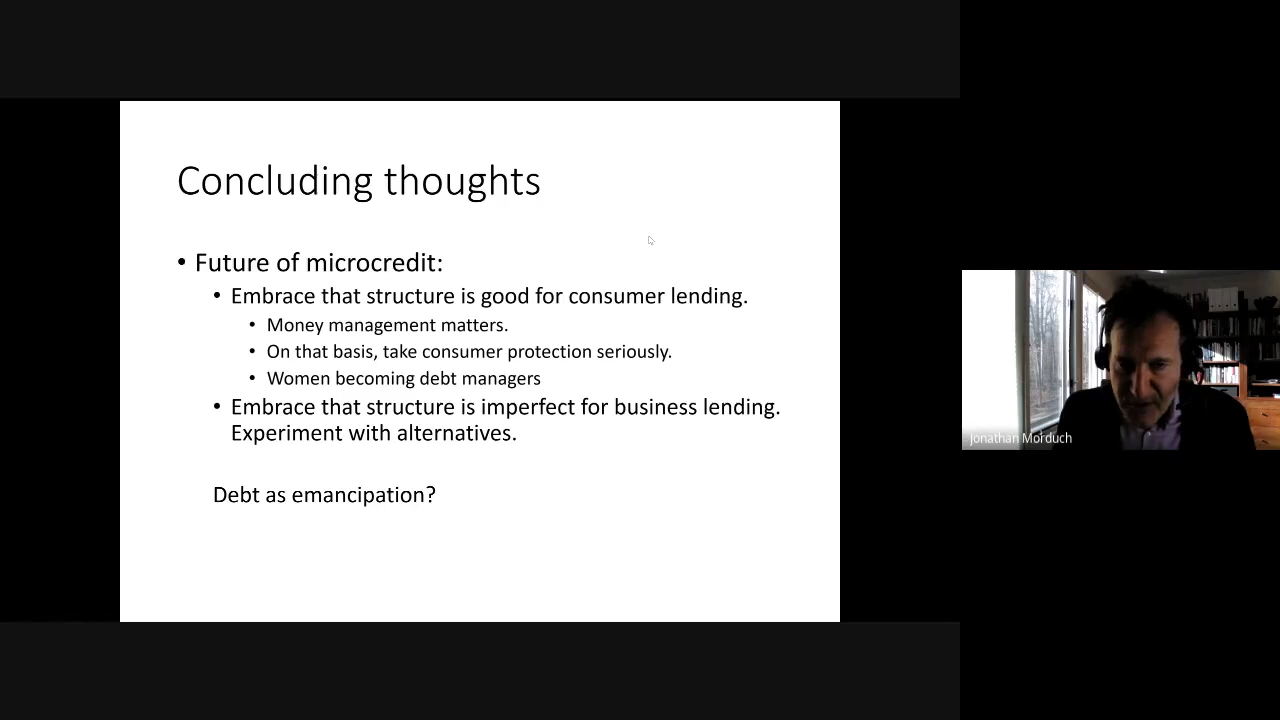 Concluding thoughts
• Future of microcredit:
• Embrace that structure is good for consumer lending.
• Money management matters.
• On that basis, take consumer protection seriously.
• Women becoming debt managers
• Embrace that structure is imperfect for business lending.
Experiment with alternatives.
Debt as emancipation?
Jonathan Morduch